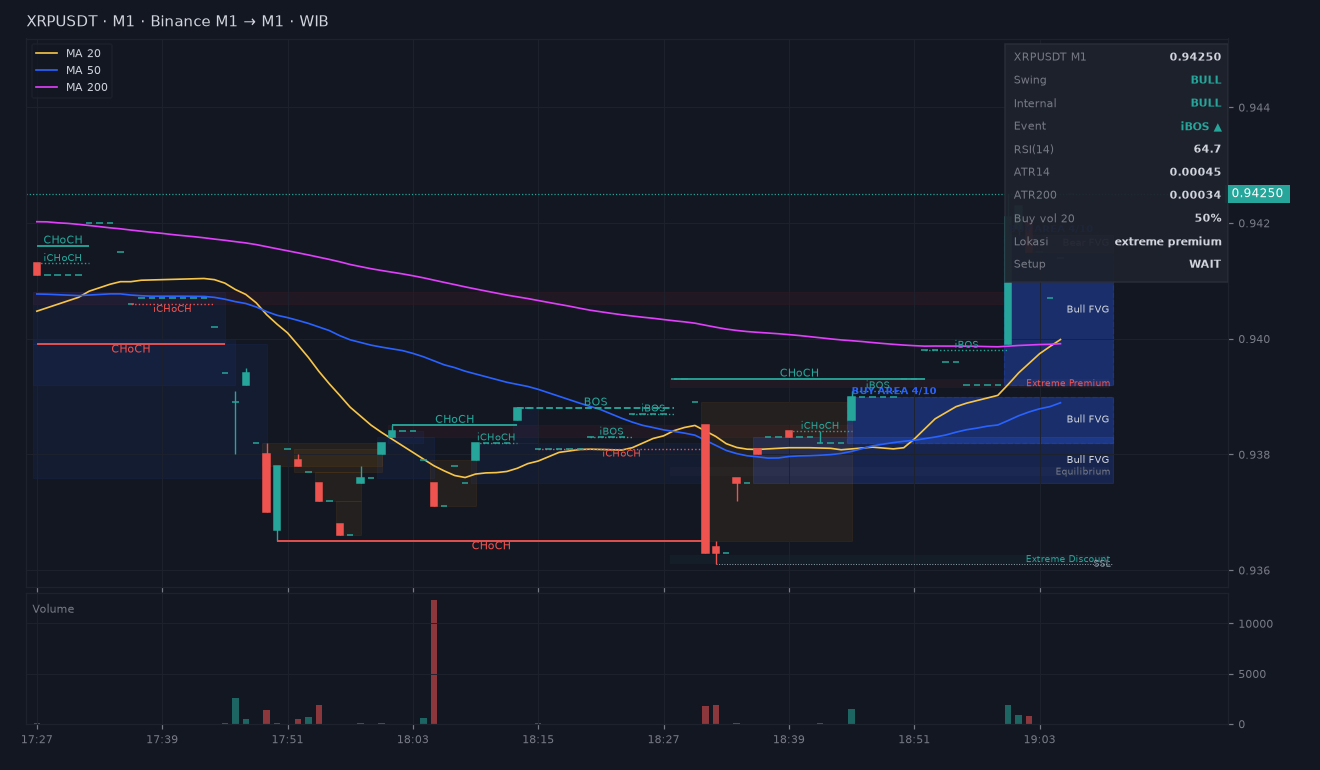 XRPUSDT · M1 · Binance M1 → M1 · WIB
MA 20
MA 50
MA 200
XRPUSDT M1 0.94250
Swing BULL
Internal BULL
Event iBOS ▲
RSI(14) 64.7
ATR14 0.00045
ATR200 0.00034
Buy vol 20 50%
Lokasi extreme premium
Setup WAIT
0.944
0.94250
0.942
0.940
0.938
0.936
CHoCH
iCHoCH
iCHoCH
CHoCH
CHoCH
iCHoCH
CHoCH
BOS
iBOS
iBOS
iCHoCH
CHoCH
iBOS
BUY AREA 4/10
iCHoCH
iBOS
Bull FVG
Extreme Premium
Bull FVG
Bull FVG
Equilibrium
Extreme Discount
SSL
Volume
10000
5000
0
17:27
17:39
17:51
18:03
18:15
18:27
18:39
18:51
19:03